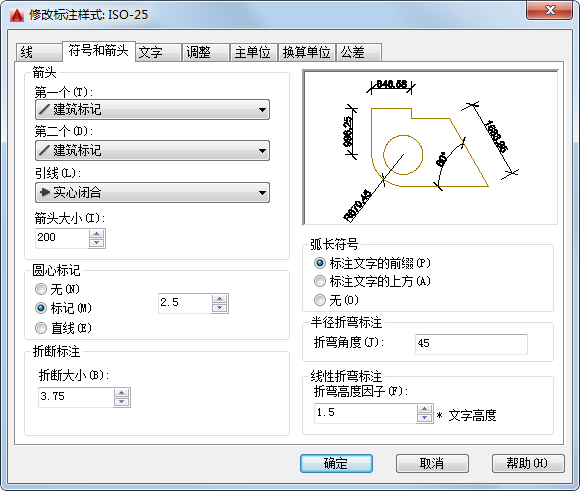 修改标注样式: ISO-25
线 符号和箭头 文字 调整 主单位 换算单位 公差
箭头
第一个(T):
建筑标记
第二个(D):
建筑标记
引线(L):
实心闭合
箭头大小(I):
200
圆心标记
无(N)
标记(M)
2.5
直线(E)
折断标注
折断大小(B):
3.75
846.58
996.25
1693.95
60°
R670.45
弧长符号
标注文字的前缀(P)
标注文字的上方(A)
无(O)
半径折弯标注
折弯角度(J):
45
线性折弯标注
折弯高度因子(F):
1.5
* 文字高度
确定 取消 帮助(H)